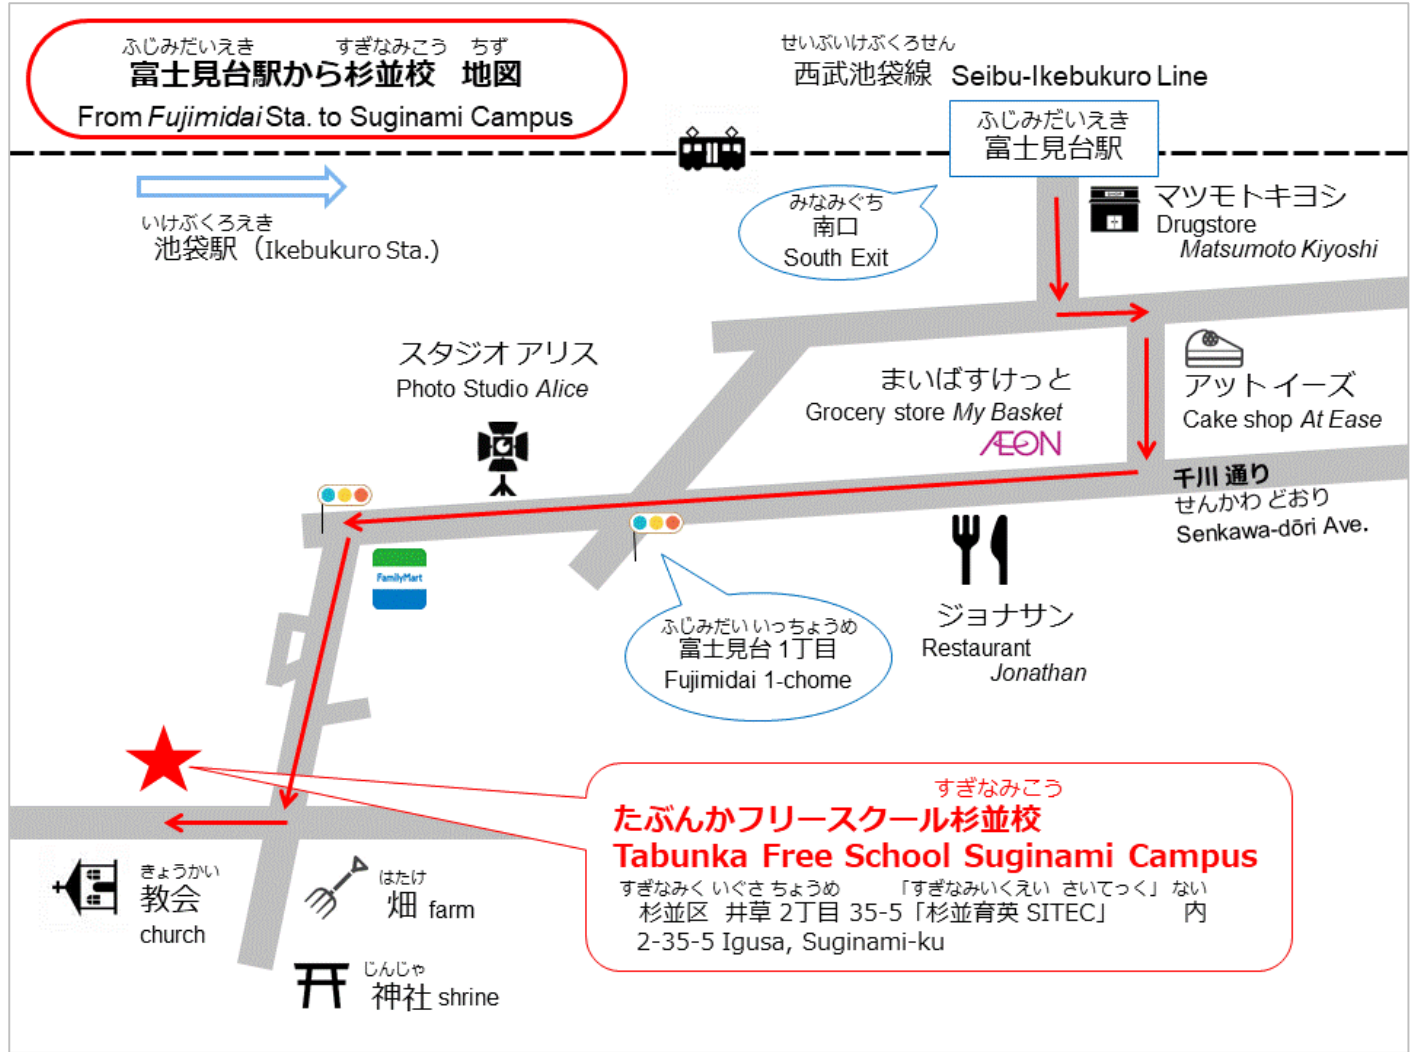 ふじみだいえき すぎなみこう ちず
富士見台駅から杉並校 地図
From Fujimidai Sta. to Suginami Campus
せいぶいけぶくろせん
西武池袋線 Seibu-Ikebukuro Line
ふじみだいえき
富士見台駅
いけぶくろえき
池袋駅（Ikebukuro Sta.)
みなみぐち
南口
South Exit
SHOP
マツモトキヨシ
Drugstore
Matsumoto Kiyoshi
スタジオアリス
Photo Studio Alice
まいばすけっと
Grocery store My Basket
ÆON
アットイーズ
Cake shop At Ease
千川 通り
せんかわ どおり
Senkawa-dōri Ave.
FamilyMart
ふじみだい いっちょうめ
富士見台 1丁目
Fujimidai 1-chome
ジョナサン
Restaurant
Jonathan
すぎなみこう
たぶんかフリースクール杉並校
Tabunka Free School Suginami Campus
すぎなみく いぐさ ちょうめ 「すぎなみいくえい さいてっく」 ない
杉並区 井草 2丁目 35-5「杉並育英 SITEC」 内
2-35-5 Igusa, Suginami-ku
きょうかい
教会
church
はたけ
畑 farm
じんじゃ
神社 shrine